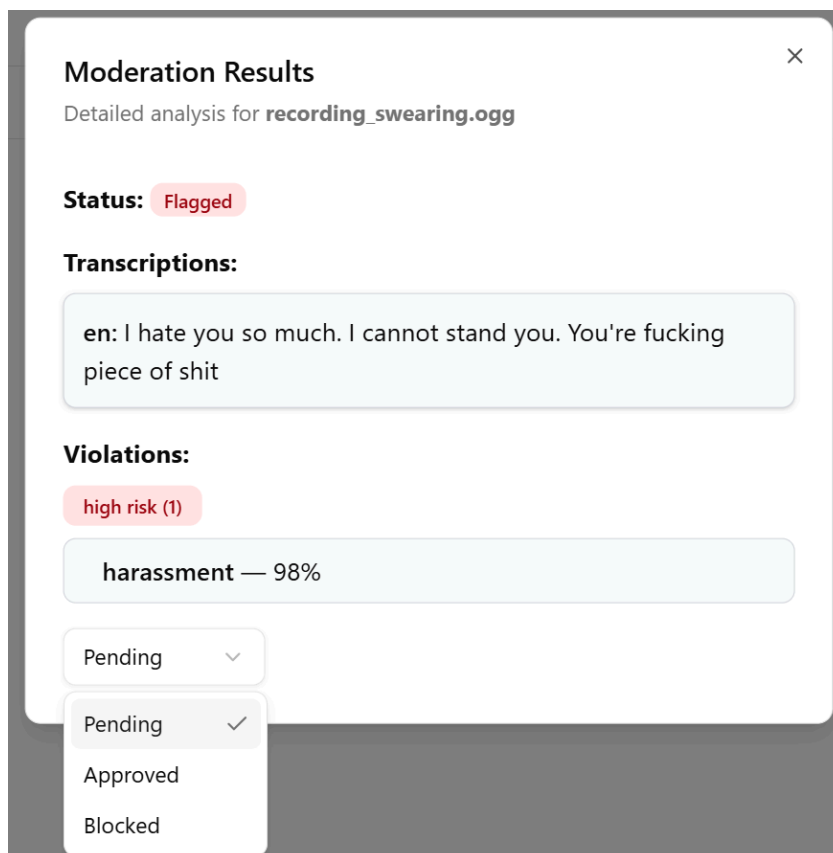 Moderation Results
Detailed analysis for recording_swearing.ogg
Status: Flagged
Transcriptions:
en: I hate you so much. I cannot stand you. You're fucking
piece of shit
Violations:
high risk (1)
harassment — 98%
Pending
Pending
Approved
Blocked